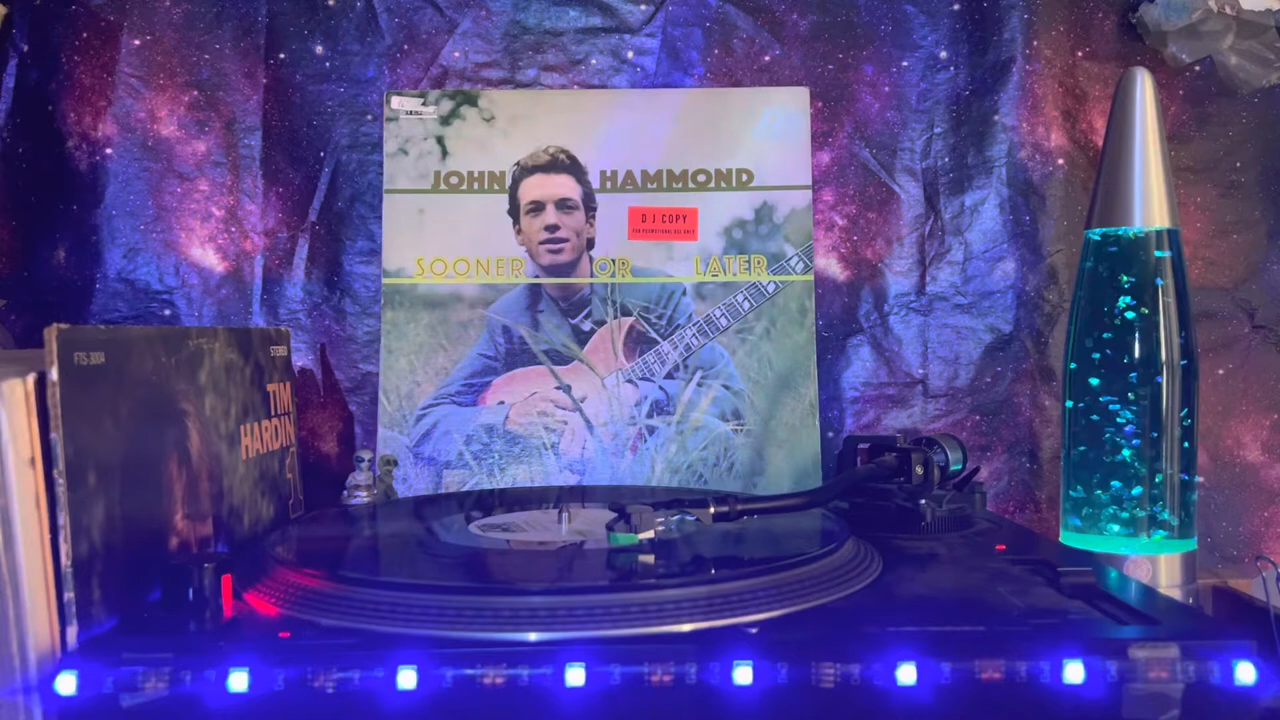 JOHN HAMMOND
D J COPY
FOR PROMOTIONAL USE ONLY
SOONER OR LATER
FTS-3004
STEREO
TIM
HARDIN
1